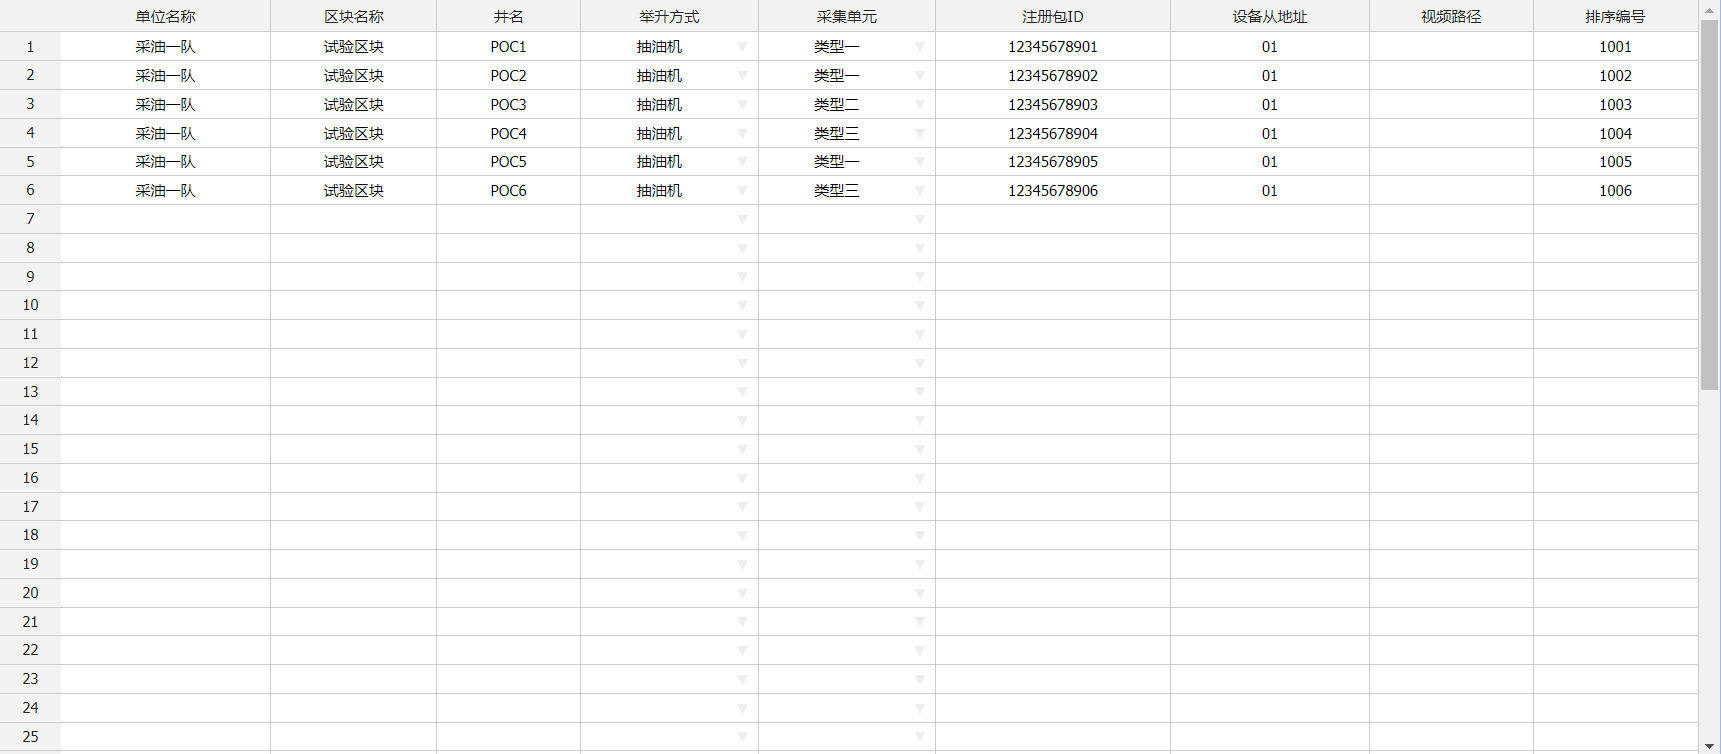 单位名称 区块名称 井名 举升方式 采集单元 注册包ID 设备从地址 视频路径 排序编号
1 采油一队 试验区块 POC1 抽油机 类型一 12345678901 01 1001
2 采油一队 试验区块 POC2 抽油机 类型一 12345678902 01 1002
3 采油一队 试验区块 POC3 抽油机 类型二 12345678903 01 1003
4 采油一队 试验区块 POC4 抽油机 类型三 12345678904 01 1004
5 采油一队 试验区块 POC5 抽油机 类型一 12345678905 01 1005
6 采油一队 试验区块 POC6 抽油机 类型三 12345678906 01 1006
7
8
9
10
11
12
13
14
15
16
17
18
19
20
21
22
23
24
25